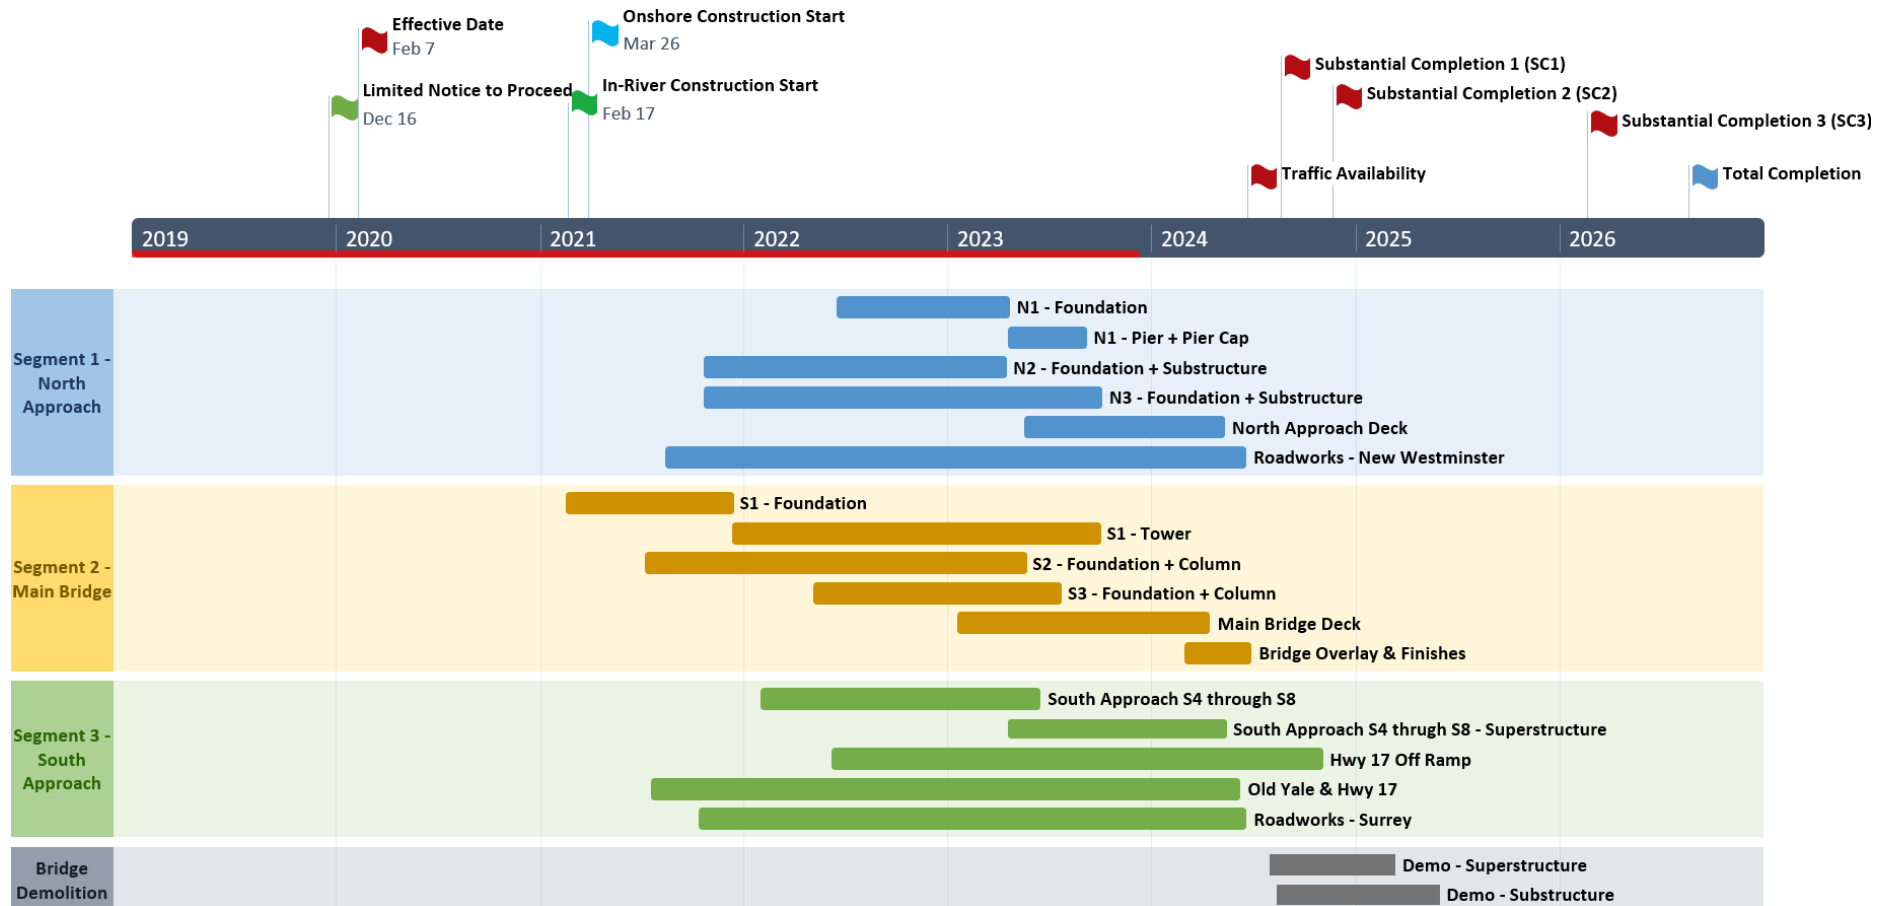 Effective Date
Feb 7
Onshore Construction Start
Mar 26
Limited Notice to Proceed
Dec 16
In-River Construction Start
Feb 17
Substantial Completion 1 (SC1)
Substantial Completion 2 (SC2)
Substantial Completion 3 (SC3)
Traffic Availability
Total Completion
2019 2020 2021 2022 2023 2024 2025 2026
Segment 1 -
North
Approach
N1 - Foundation
N1 - Pier + Pier Cap
N2 - Foundation + Substructure
N3 - Foundation + Substructure
North Approach Deck
Roadworks - New Westminster
Segment 2 -
Main Bridge
S1 - Foundation
S1 - Tower
S2 - Foundation + Column
S3 - Foundation + Column
Main Bridge Deck
Bridge Overlay & Finishes
Segment 3 -
South
Approach
South Approach S4 through S8
South Approach S4 thrugh S8 - Superstructure
Hwy 17 Off Ramp
Old Yale & Hwy 17
Roadworks - Surrey
Bridge
Demolition
Demo - Superstructure
Demo - Substructure